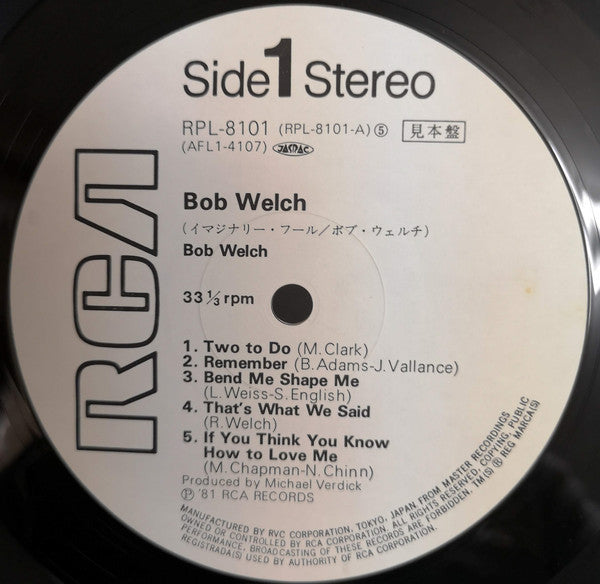 Side 1 Stereo
RPL-8101 (RPL-8101-A)⑤ 見本盤
(AFL1-4107) JASRAC
RCA
Bob Welch
(イマジナリー・フール/ボブ・ウェルチ)
Bob Welch
33⅓rpm
1. Two to Do (M.Clark)
2. Remember (B.Adams-J.Vallance)
3. Bend Me Shape Me
(L.Weiss-S.English)
4. That's What We Said
(R.Welch)
5. If You Think You Know
How to Love Me
(M.Chapman-N.Chinn)
Produced by Michael Verdick
Ⓟ '81 RCA RECORDS
MANUFACTURED BY RVC CORPORATION, TOKYO, JAPAN, FROM MASTER RECORDINGS
OWNED OR CONTROLLED BY RCA CORPORATION. ALL RIGHTS RESERVED, COPYING, PUBLIC
PERFORMANCE, BROADCASTING OF THESE RECORDS ARE FORBIDDEN. TM(S) ® REG MARCA(S)
REGISTRADA(S) USED BY AUTHORITY OF RCA CORPORATION.